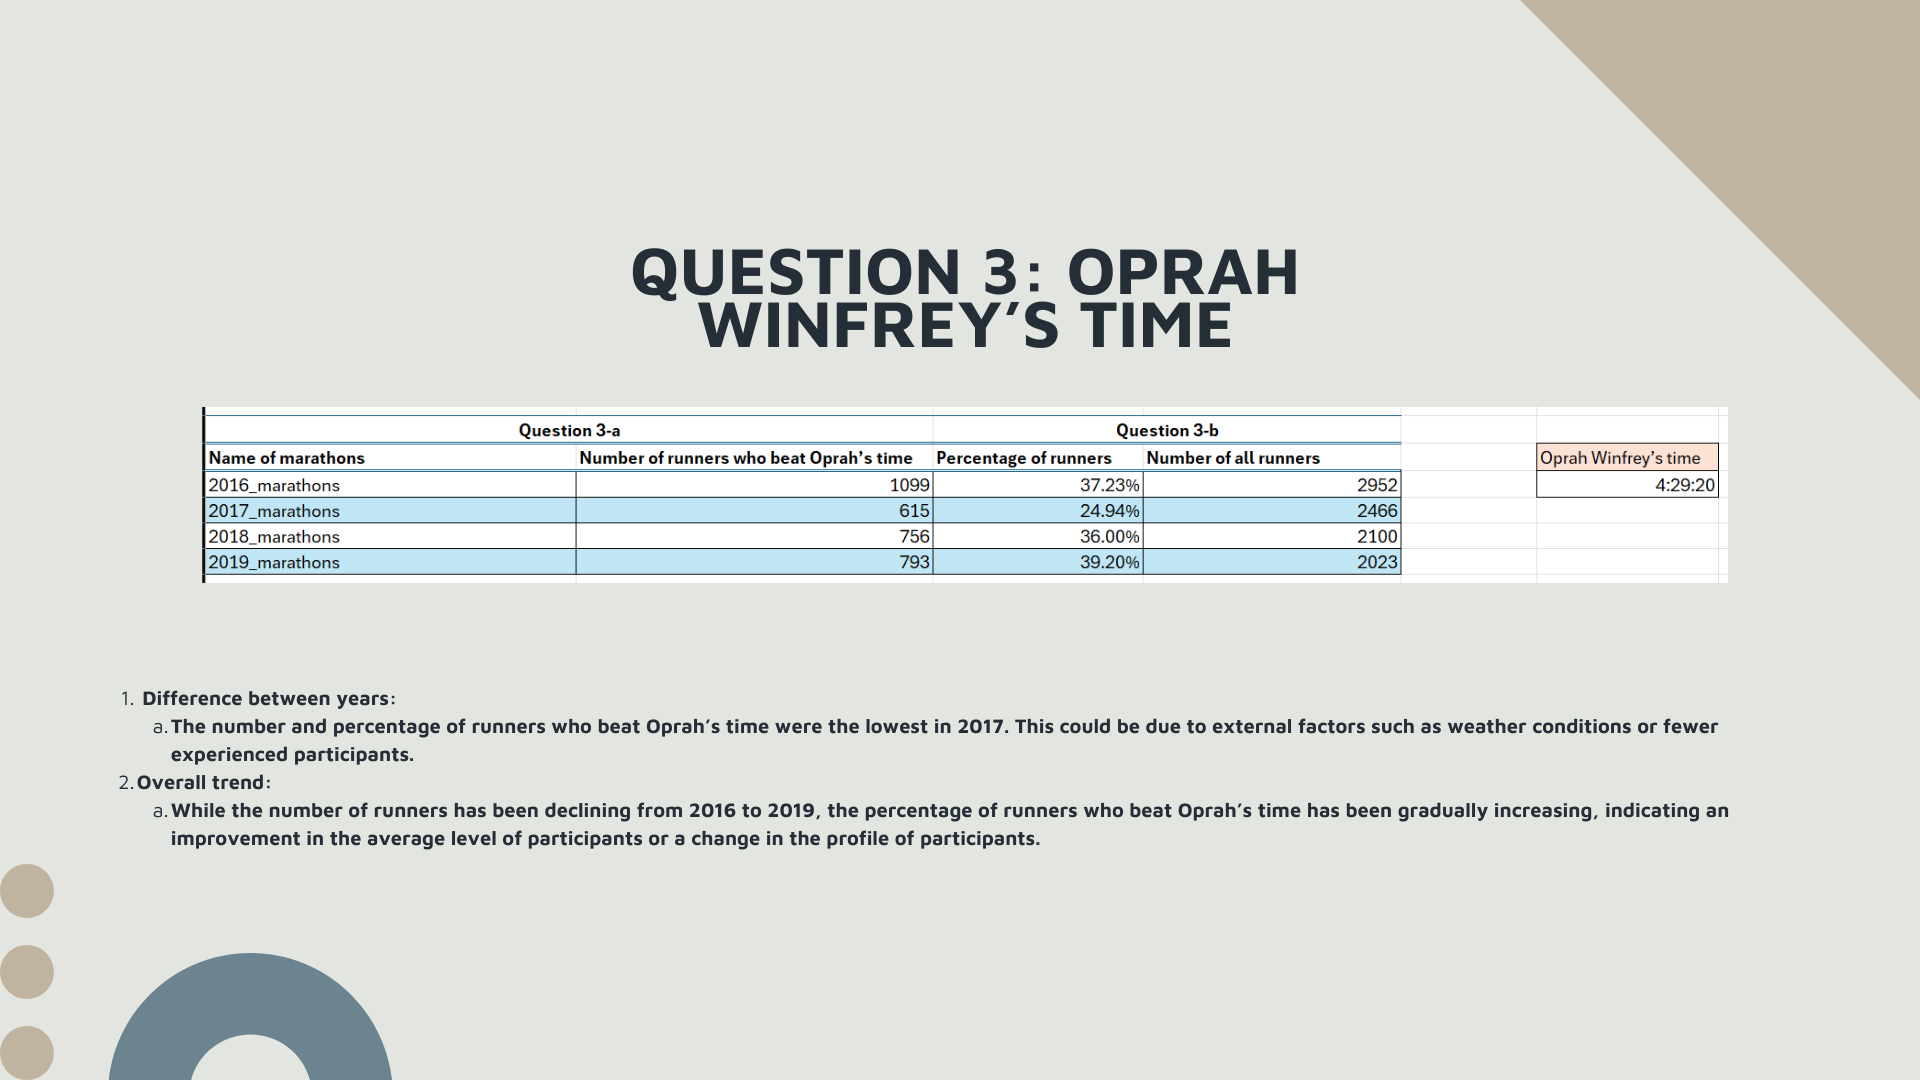 QUESTION 3: OPRAH
WINFREY’S TIME
Question 3-a Question 3-b
Name of marathons Number of runners who beat Oprah’s time Percentage of runners Number of all runners Oprah Winfrey’s time
2016_marathons 1099 37.23% 2952 4:29:20
2017_marathons 615 24.94% 2466
2018_marathons 756 36.00% 2100
2019_marathons 793 39.20% 2023
1. Difference between years:
a. The number and percentage of runners who beat Oprah’s time were the lowest in 2017. This could be due to external factors such as weather conditions or fewer
experienced participants.
2. Overall trend:
a. While the number of runners has been declining from 2016 to 2019, the percentage of runners who beat Oprah’s time has been gradually increasing, indicating an
improvement in the average level of participants or a change in the profile of participants.